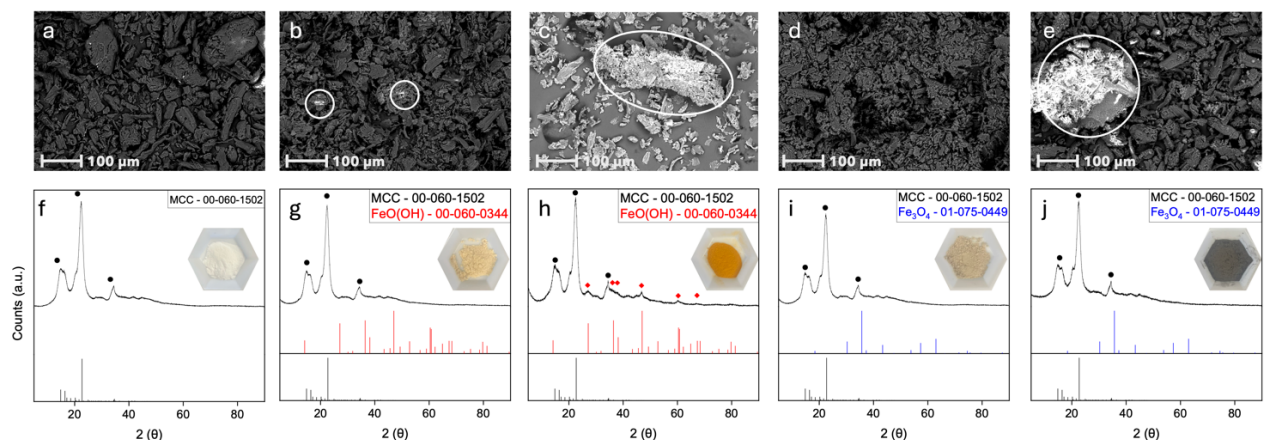 a
100 µm
b
100 µm
c
100 µm
d
100 µm
e
100 µm
Counts (a.u.)
f
MCC - 00-060-1502
20
40
60
80
2 (θ)
g
MCC - 00-060-1502
FeO(OH) - 00-060-0344
20
40
60
80
2 (θ)
h
MCC - 00-060-1502
FeO(OH) - 00-060-0344
20
40
60
80
2 (θ)
i
MCC - 00-060-1502
Fe₃O₄ - 01-075-0449
20
40
60
80
2 (θ)
j
MCC - 00-060-1502
Fe₃O₄ - 01-075-0449
20
40
60
80
2 (θ)